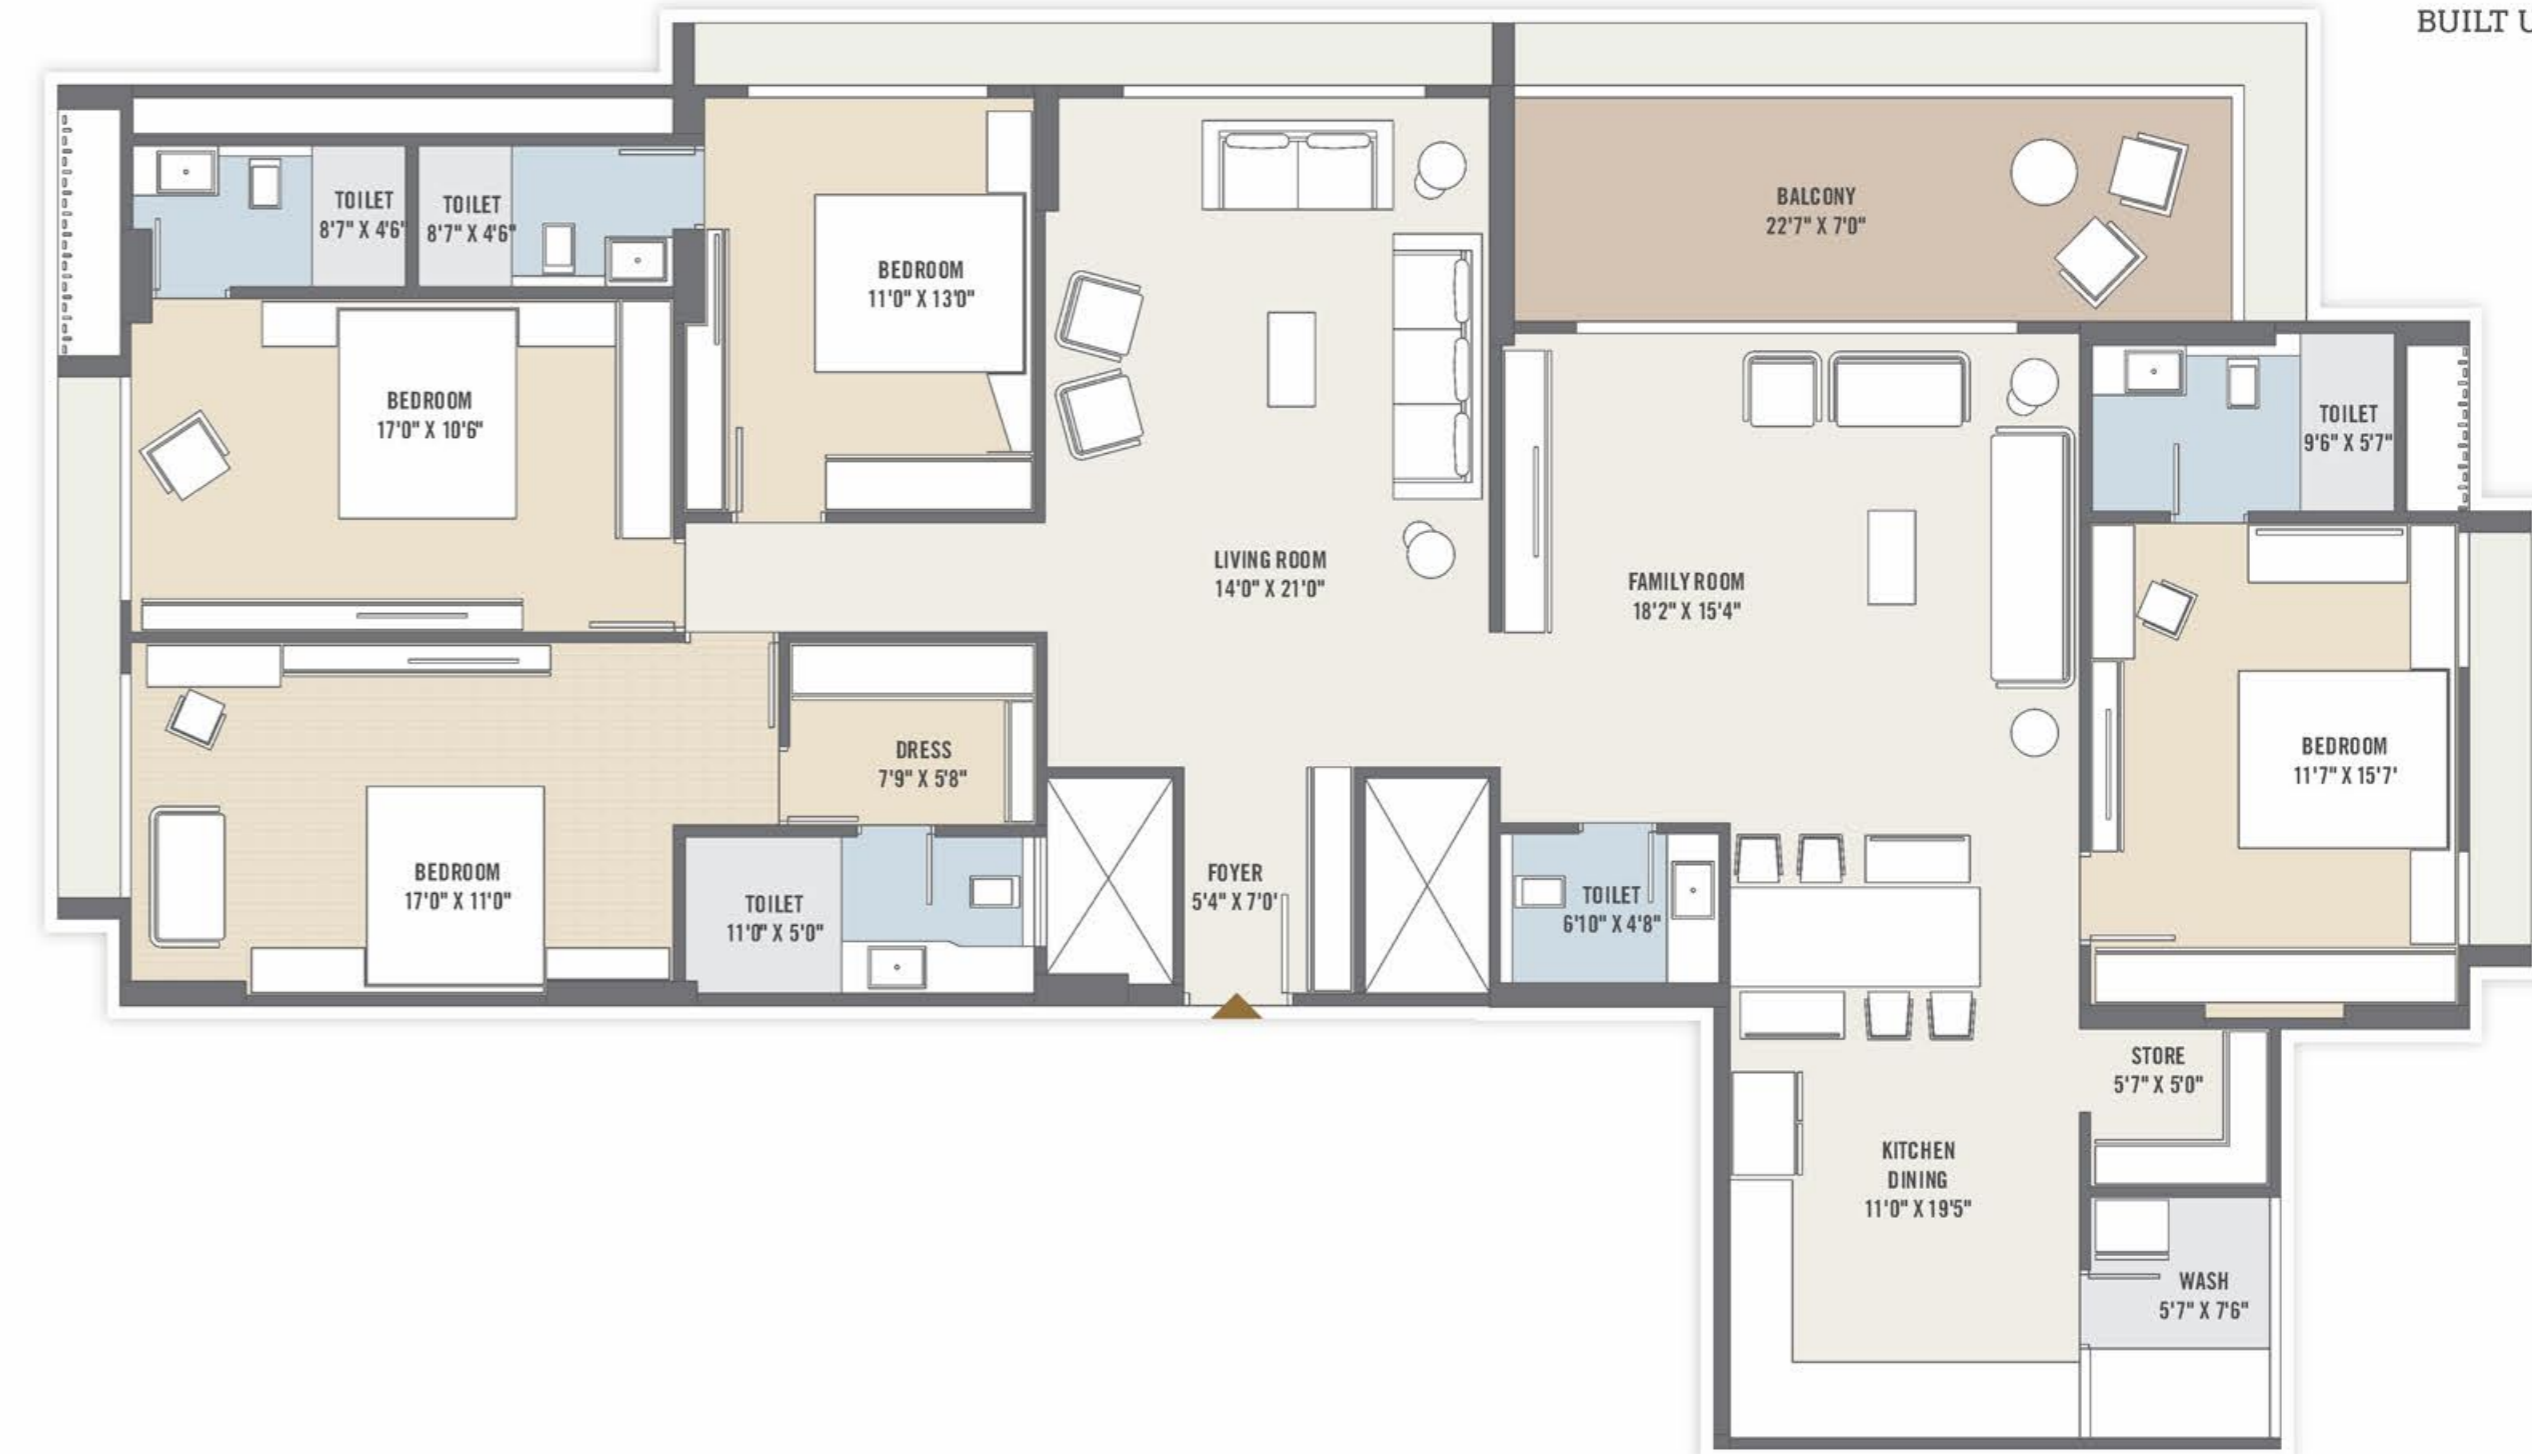 BUILT U
TOILET
8'7" X 4'6"
TOILET
8'7" X 4'6"
BEDROOM
11'0" X 13'0"
BALCONY
22'7" X 7'0"
BEDROOM
17'0" X 10'6"
LIVING ROOM
14'0" X 21'0"
FAMILY ROOM
18'2" X 15'4"
TOILET
9'6" X 5'7"
BEDROOM
11'7" X 15'7'
DRESS
7'9" X 5'8"
BEDROOM
17'0" X 11'0"
TOILET
11'0" X 5'0"
FOYER
5'4" X 7'0'
TOILET
6'10" X 4'8"
STORE
5'7" X 5'0"
KITCHEN
DINING
11'0" X 19'5"
WASH
5'7" X 7'6"